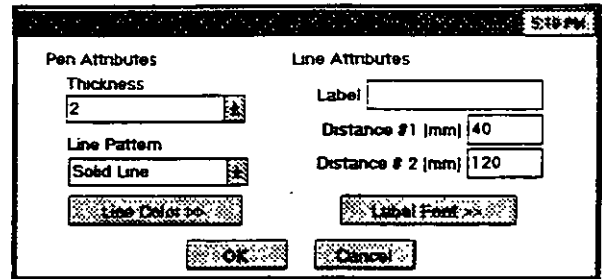 5:19 PM
Pen Attributes
Thickness
2
Line Pattern
Solid Line
Line Color >>
Line Attributes
Label
Distance #1 [mm] 40
Distance # 2 [mm] 120
Label Font >>
OK Cancel